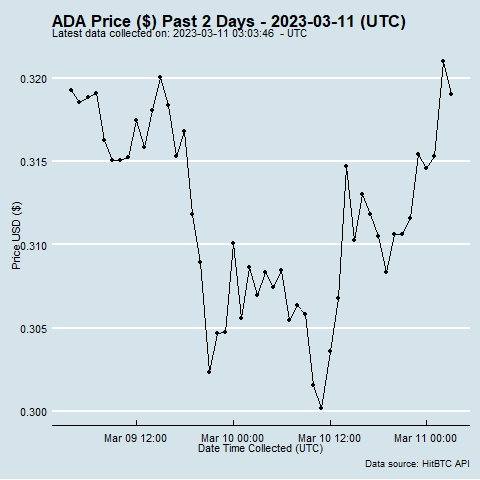 ADA Price ($) Past 2 Days - 2023-03-11 (UTC)
Latest data collected on: 2023-03-11 03:03:46 - UTC
0.320
0.315
0.310
0.305
0.300
Price USD ($)
Mar 09 12:00 Mar 10 00:00 Mar 10 12:00 Mar 11 00:00
Date Time Collected (UTC)
Data source: HitBTC API